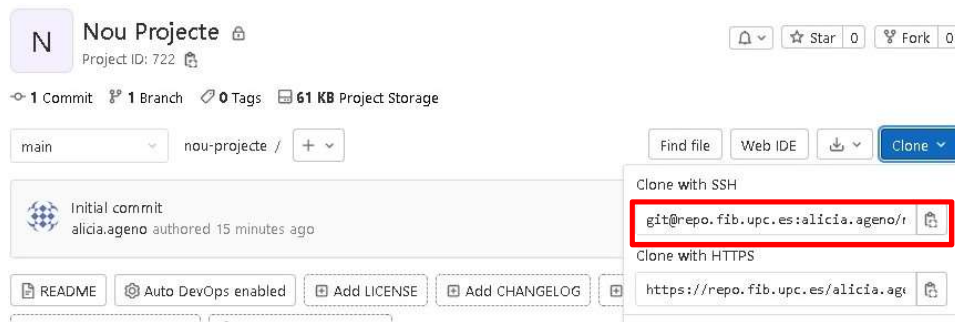 N
Nou Projecte
Project ID: 722
Star 0
Fork 0
1 Commit 1 Branch 0 Tags 61 KB Project Storage
main
nou-projecte /
+
Find file
Web IDE
Clone
Clone with SSH
git@repo.fib.upc.es:alicia.ageno/
Initial commit
alicia.ageno authored 15 minutes ago
Clone with HTTPS
https://repo.fib.upc.es/alicia.age
README
Auto DevOps enabled
Add LICENSE
Add CHANGELOG